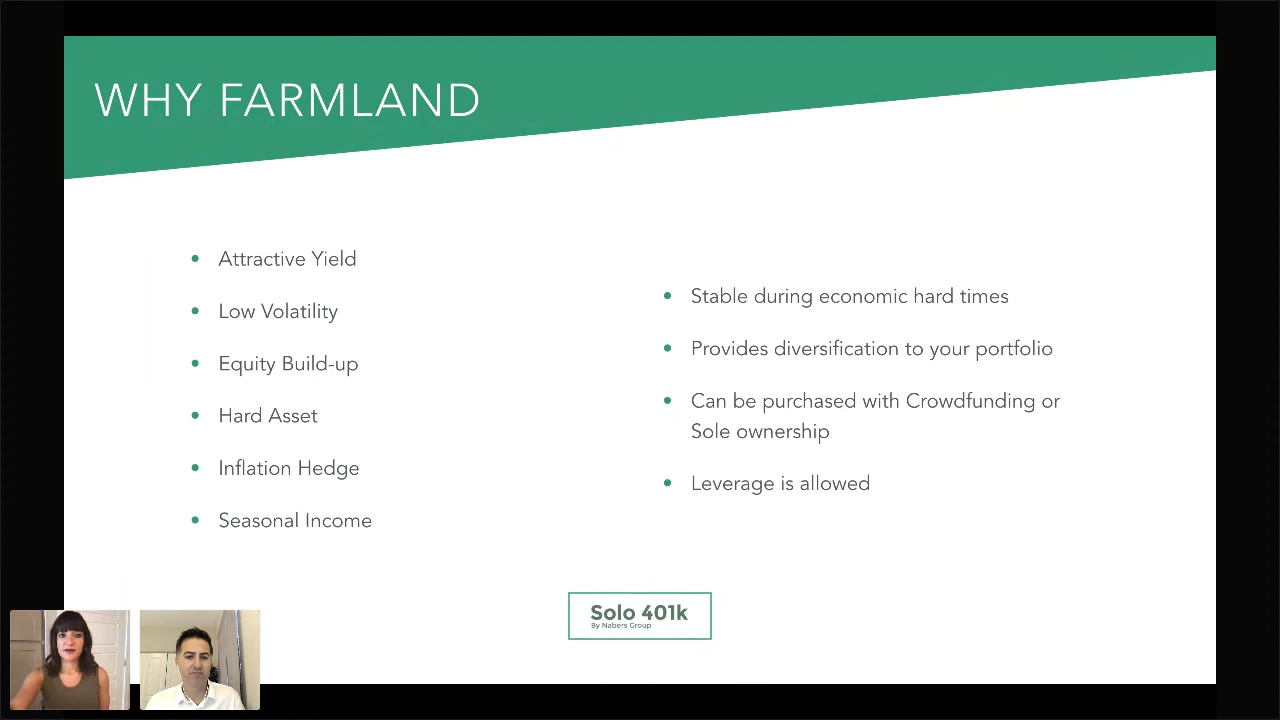 WHY FARMLAND
Attractive Yield
Low Volatility
Equity Build-up
Hard Asset
Inflation Hedge
Seasonal Income
Stable during economic hard times
Provides diversification to your portfolio
Can be purchased with Crowdfunding or
Sole ownership
Leverage is allowed
Solo 401k
By Nabers Group